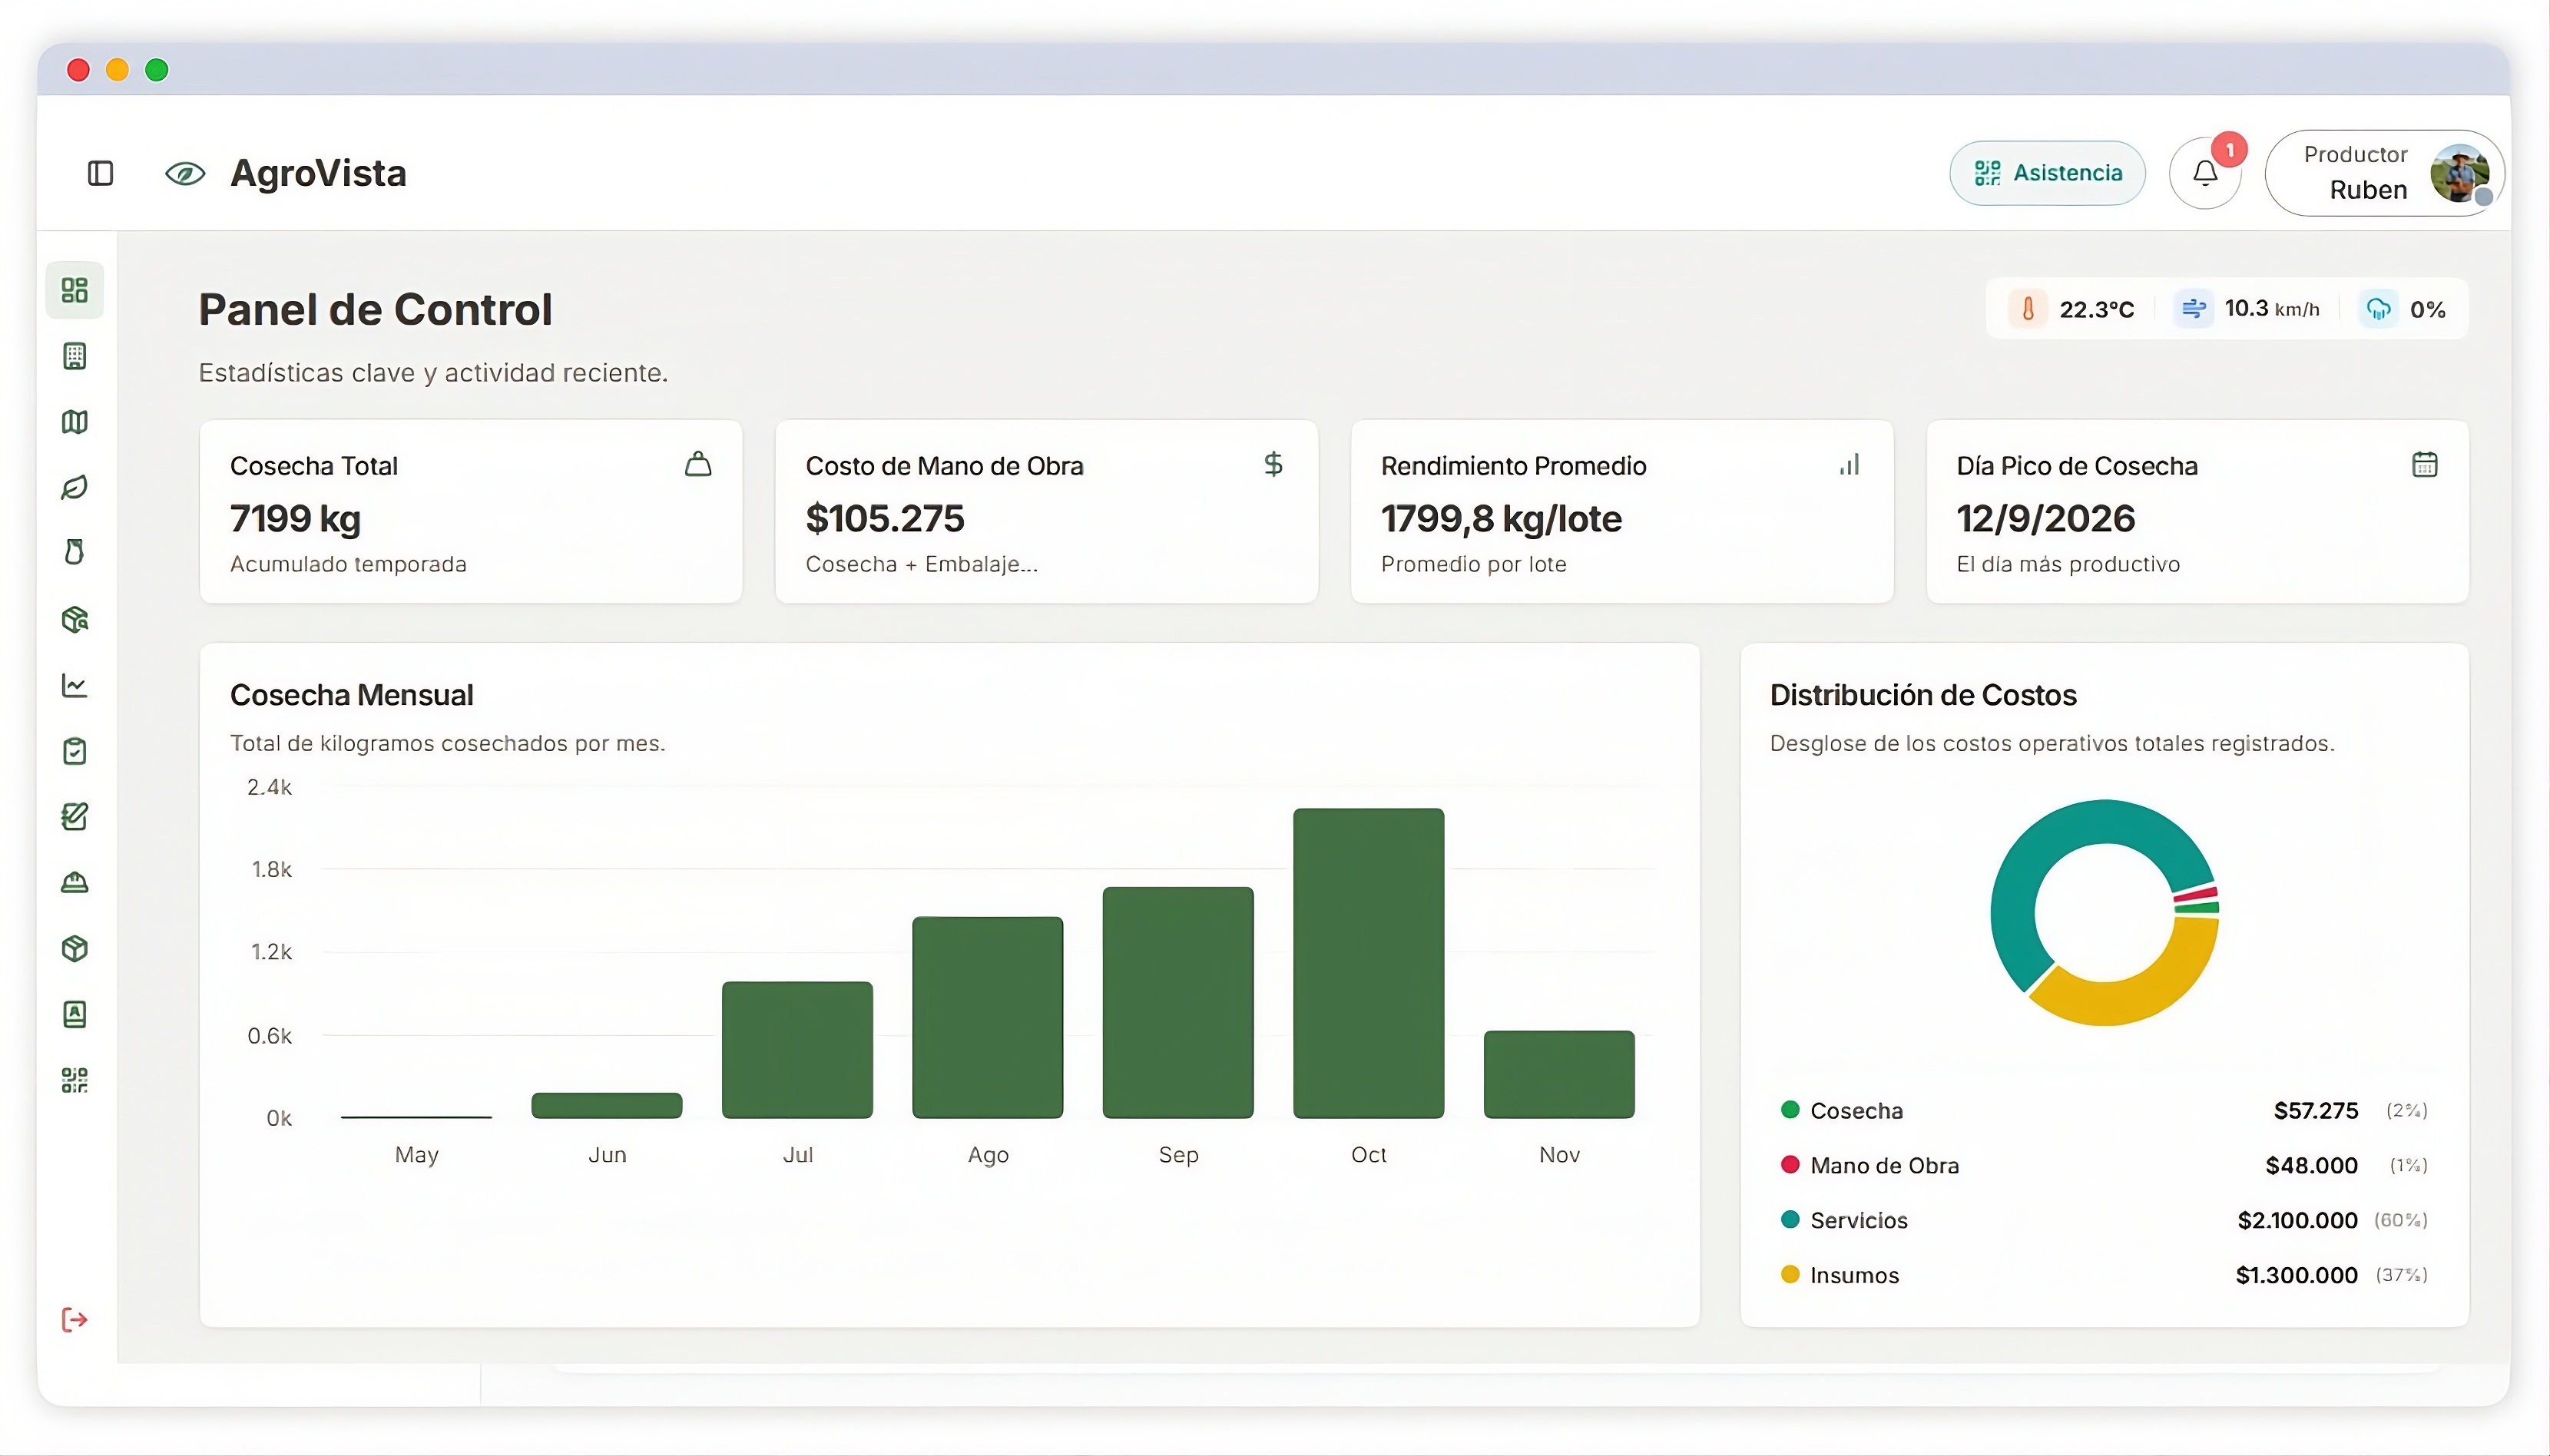 AgroVista
Asistencia
1
Productor
Ruben
Panel de Control
22.3°C
10.3 km/h
0%
Estadísticas clave y actividad reciente.
Cosecha Total
7199 kg
Acumulado temporada
Costo de Mano de Obra
$105.275
Cosecha + Embalaje...
Rendimiento Promedio
1799,8 kg/lote
Promedio por lote
Día Pico de Cosecha
12/9/2026
El día más productivo
Cosecha Mensual
Total de kilogramos cosechados por mes.
2.4k
1.8k
1.2k
0.6k
0k
May Jun Jul Ago Sep Oct Nov
Distribución de Costos
Desglose de los costos operativos totales registrados.
Cosecha $57.275 (2%)
Mano de Obra $48.000 (1%)
Servicios $2.100.000 (60%)
Insumos $1.300.000 (37%)